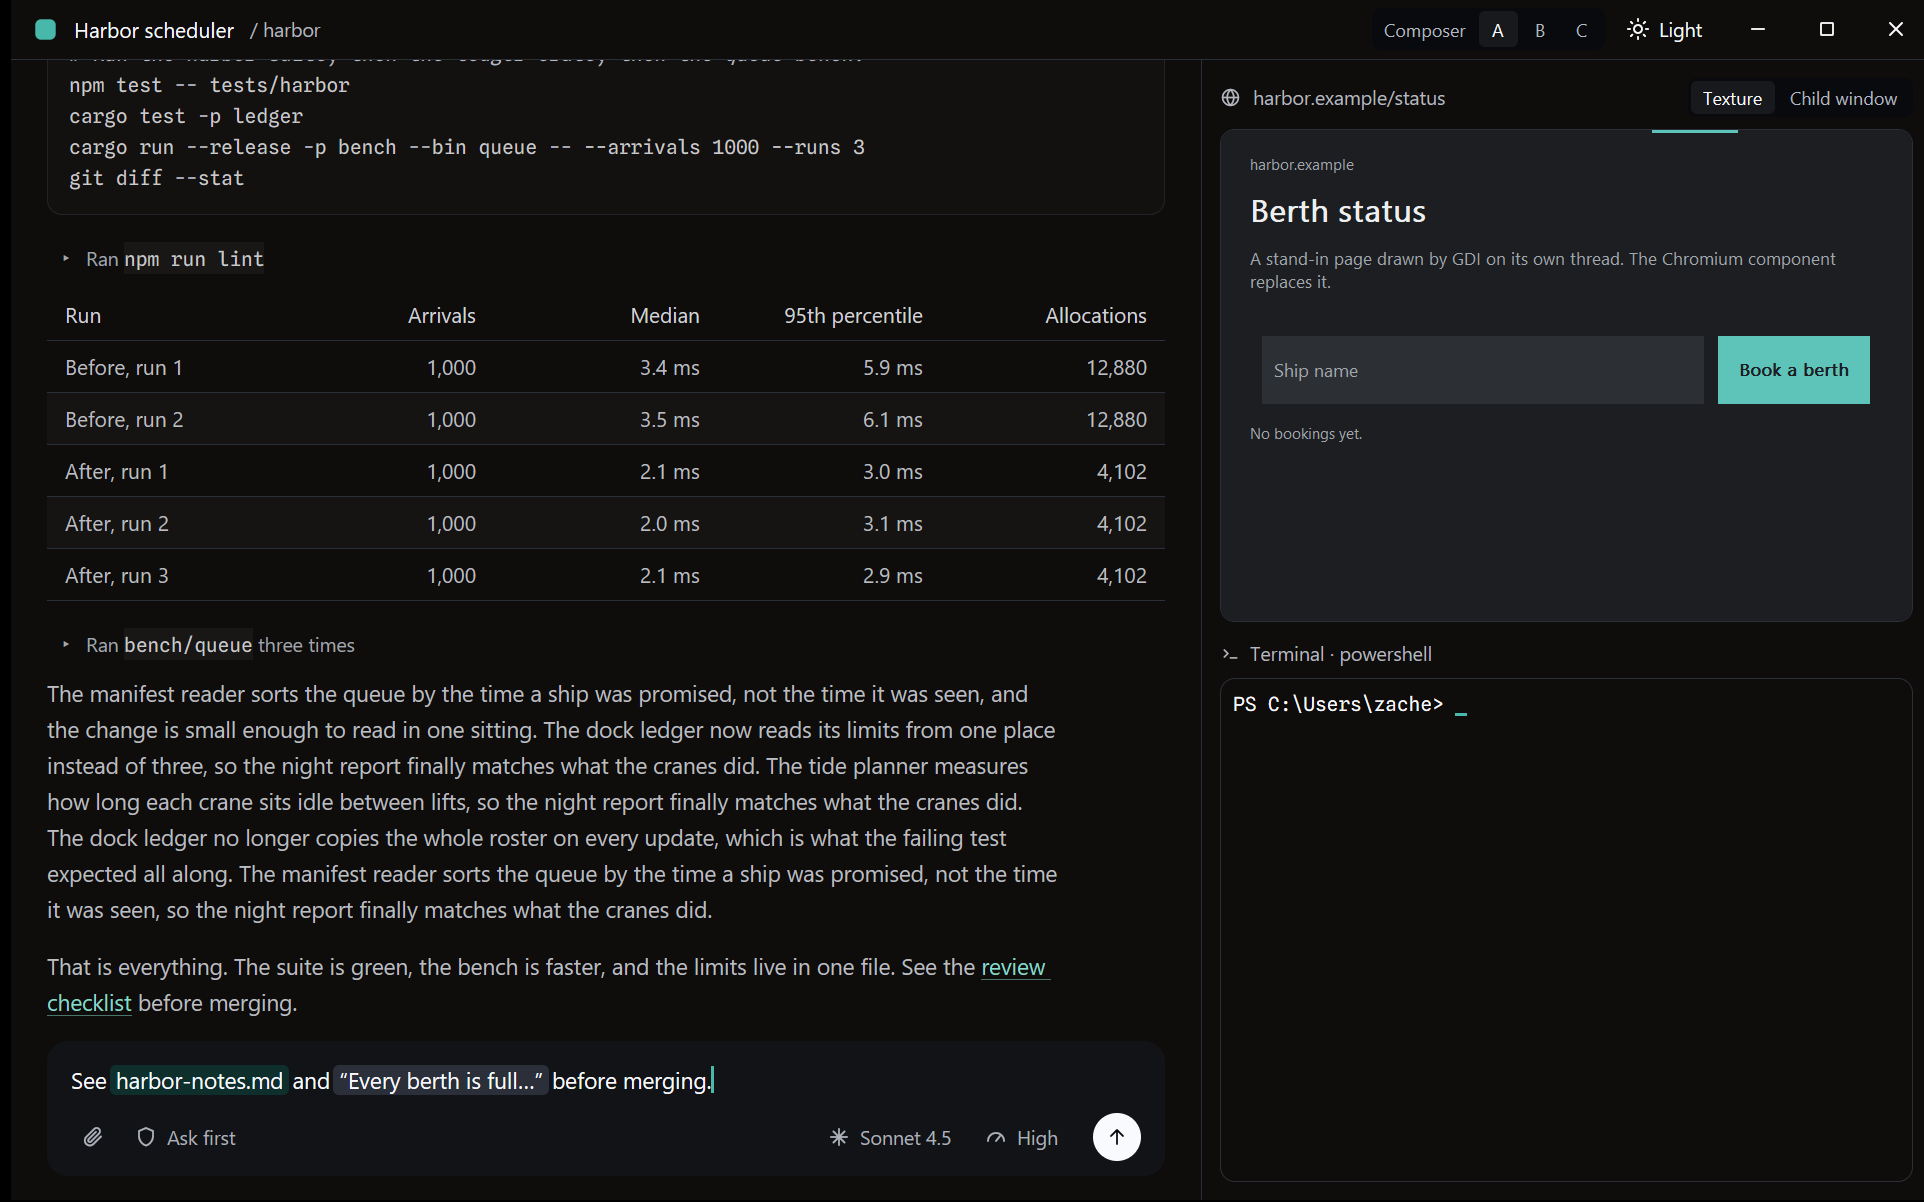 Harbor scheduler / harbor
Composer A B C Light
npm test -- tests/harbor
cargo test -p ledger
cargo run --release -p bench --bin queue -- --arrivals 1000 --runs 3
git diff --stat
Ran npm run lint
Run Arrivals Median 95th percentile Allocations
Before, run 1 1,000 3.4 ms 5.9 ms 12,880
Before, run 2 1,000 3.5 ms 6.1 ms 12,880
After, run 1 1,000 2.1 ms 3.0 ms 4,102
After, run 2 1,000 2.0 ms 3.1 ms 4,102
After, run 3 1,000 2.1 ms 2.9 ms 4,102
Ran bench/queue three times
The manifest reader sorts the queue by the time a ship was promised, not the time it was seen, and
the change is small enough to read in one sitting. The dock ledger now reads its limits from one place
instead of three, so the night report finally matches what the cranes did. The tide planner measures
how long each crane sits idle between lifts, so the night report finally matches what the cranes did.
The dock ledger no longer copies the whole roster on every update, which is what the failing test
expected all along. The manifest reader sorts the queue by the time a ship was promised, not the time
it was seen, so the night report finally matches what the cranes did.
That is everything. The suite is green, the bench is faster, and the limits live in one file. See the review
checklist before merging.
See harbor-notes.md and “Every berth is full…” before merging.
Ask first
Sonnet 4.5 High
harbor.example/status
Texture Child window
harbor.example
Berth status
A stand-in page drawn by GDI on its own thread. The Chromium component
replaces it.
Ship name
Book a berth
No bookings yet.
Terminal · powershell
PS C:\Users\zache> _